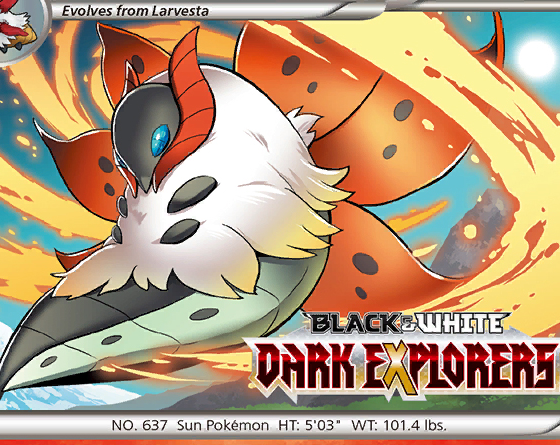 Evolves from Larvesta
BLACK & WHITE
DARK EXPLORERS
NO. 637 Sun Pokémon HT: 5'03" WT: 101.4 lbs.